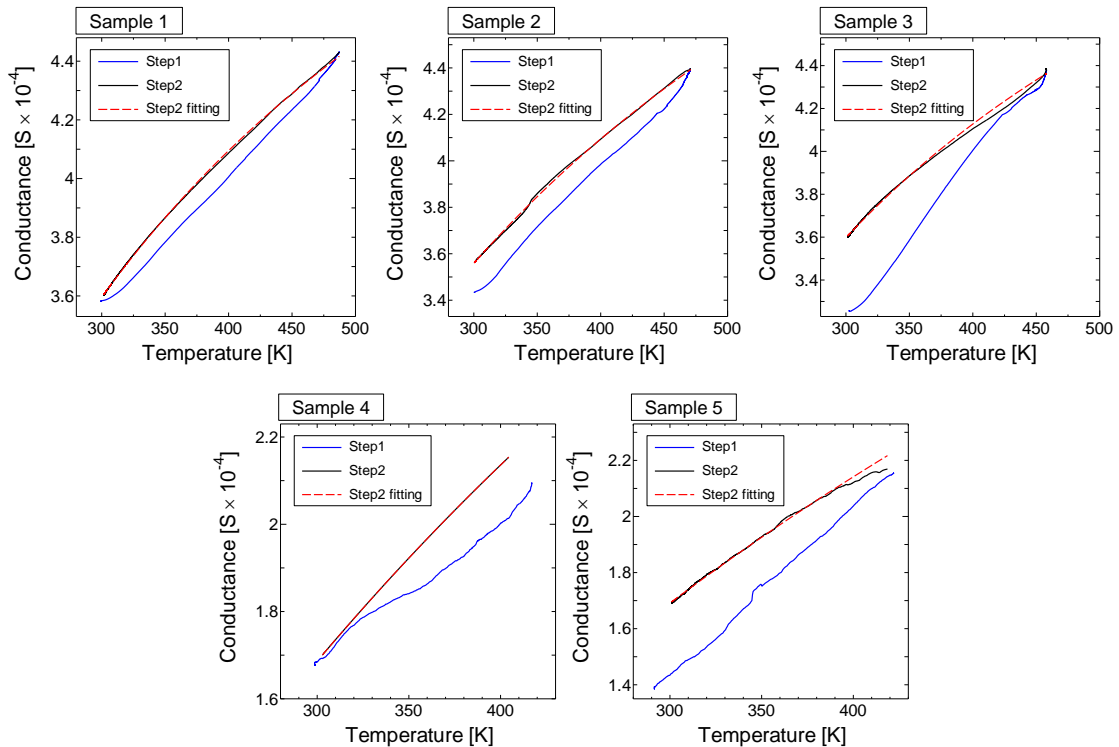 Sample 1
Step1
Step2
Step2 fitting
4.4
4.2
4
3.8
3.6
300 350 400 450 500
Conductance [S × 10⁻⁴]
Temperature [K]
Sample 2
Step1
Step2
Step2 fitting
4.4
4.2
4
3.8
3.6
3.4
300 350 400 450 500
Conductance [S × 10⁻⁴]
Temperature [K]
Sample 3
Step1
Step2
Step2 fitting
4.4
4.2
4
3.8
3.6
3.4
300 350 400 450 500
Conductance [S × 10⁻⁴]
Temperature [K]
Sample 4
Step1
Step2
Step2 fitting
2.2
2
1.8
1.6
300 350 400
Conductance [S × 10⁻⁴]
Temperature [K]
Sample 5
Step1
Step2
Step2 fitting
2.2
2
1.8
1.6
1.4
300 350 400
Conductance [S × 10⁻⁴]
Temperature [K]